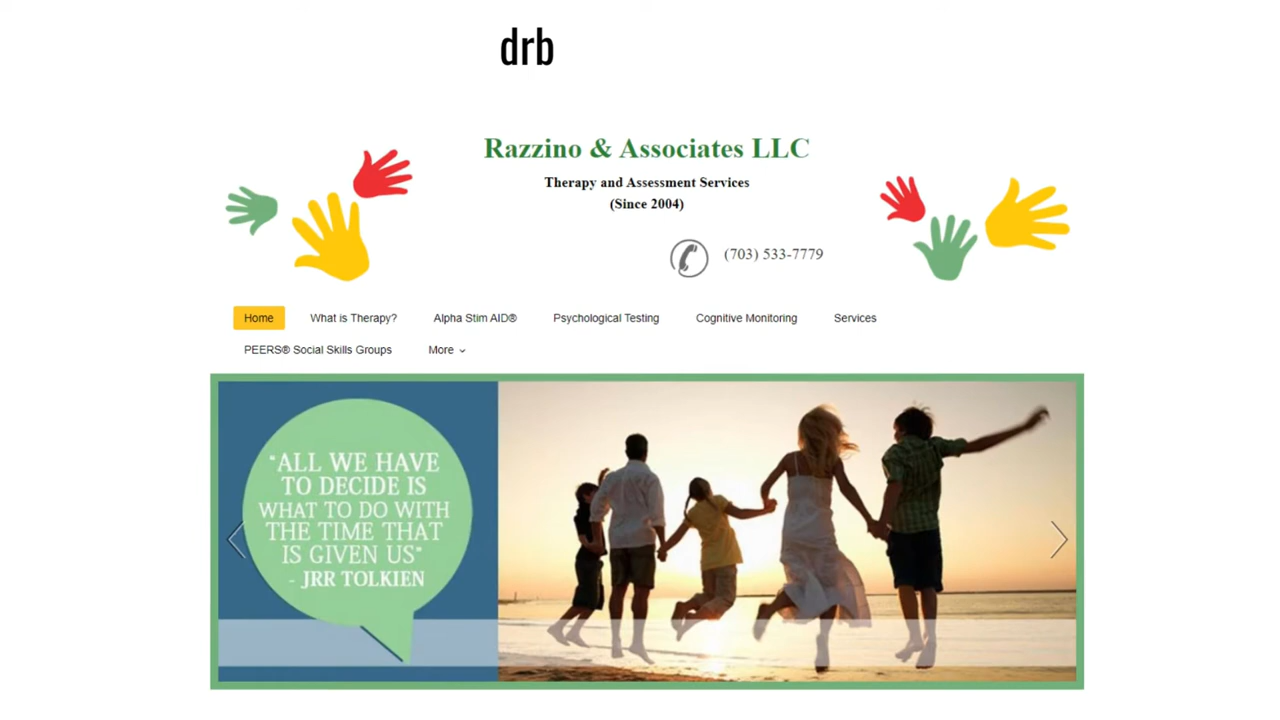 drb
Razzino & Associates LLC
Therapy and Assessment Services
(Since 2004)
(703) 533-7779
Home What is Therapy? Alpha Stim AID® Psychological Testing Cognitive Monitoring Services
PEERS® Social Skills Groups More
"ALL WE HAVE
TO DECIDE IS
WHAT TO DO WITH
THE TIME THAT
IS GIVEN US"
- JRR TOLKIEN